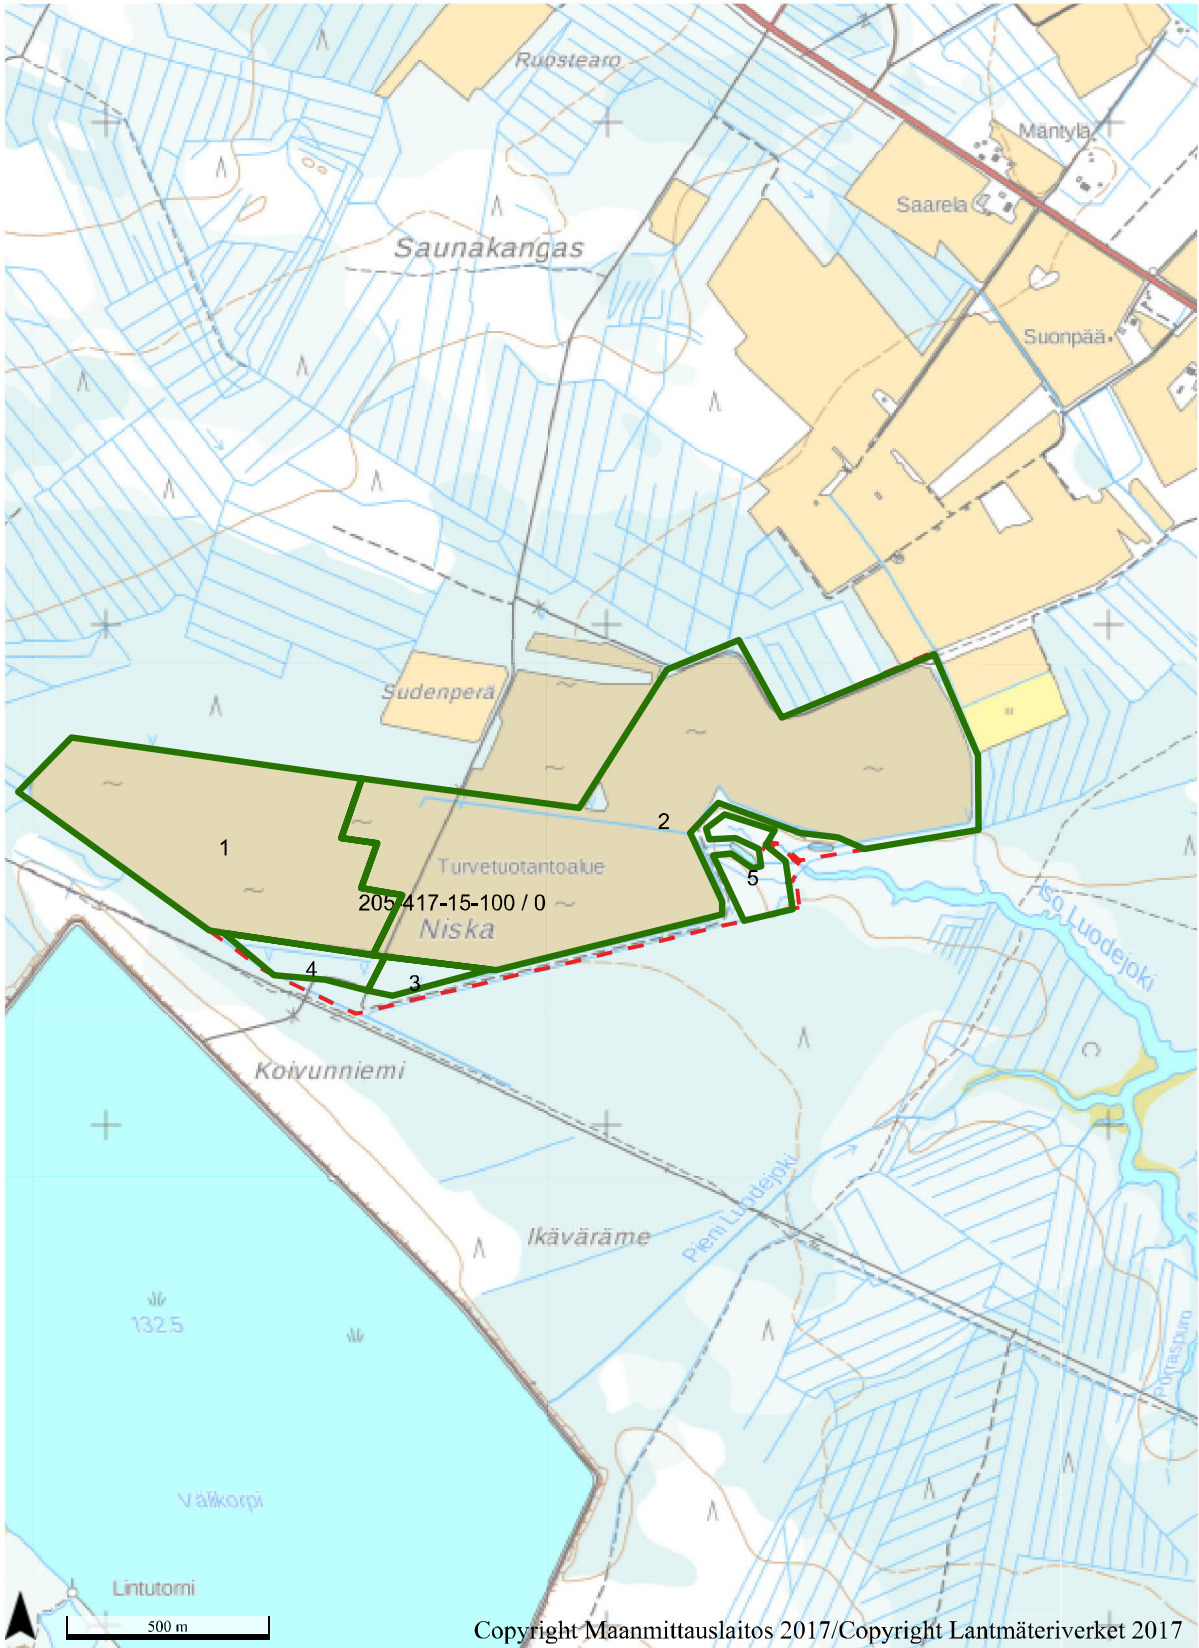 Ruostearo
Mäntylä
Saarela
Saunakangas
Suonpää
Sudenperä
2
1
Turvetuotantoalue
5
205-417-15-100 / 0
Niska
Iso Luodejoki
4
3
Koivunniemi
Pieni Luodejoki
Ikäväräme
132.5
Porraspuro
Välikorpi
Lintutorni
500 m
Copyright Maanmittauslaitos 2017/Copyright Lantmäteriverket 2017